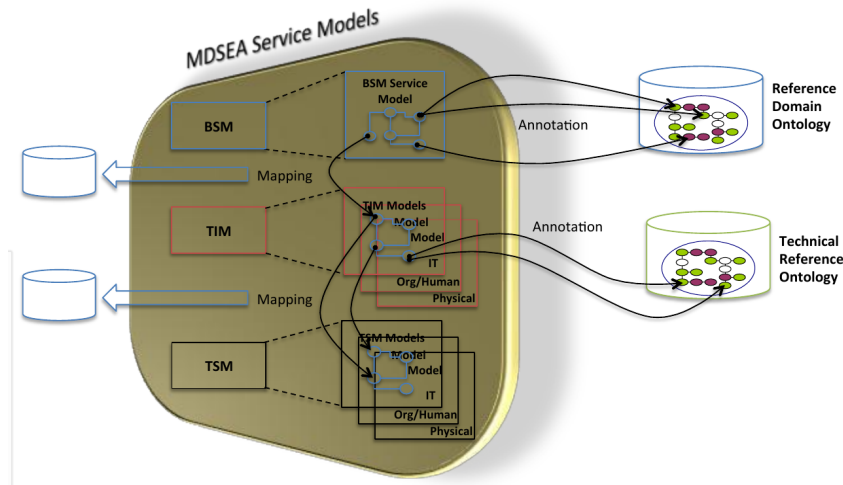 MDSEA Service Models
BSM Service
Model
BSM
Annotation
Reference
Domain
Ontology
Mapping
TIM Models
Model
Model
TIM
IT
Org/Human
Physical
Annotation
Technical
Reference
Ontology
Mapping
TSM Models
Model
Model
TSM
IT
Org/Human
Physical